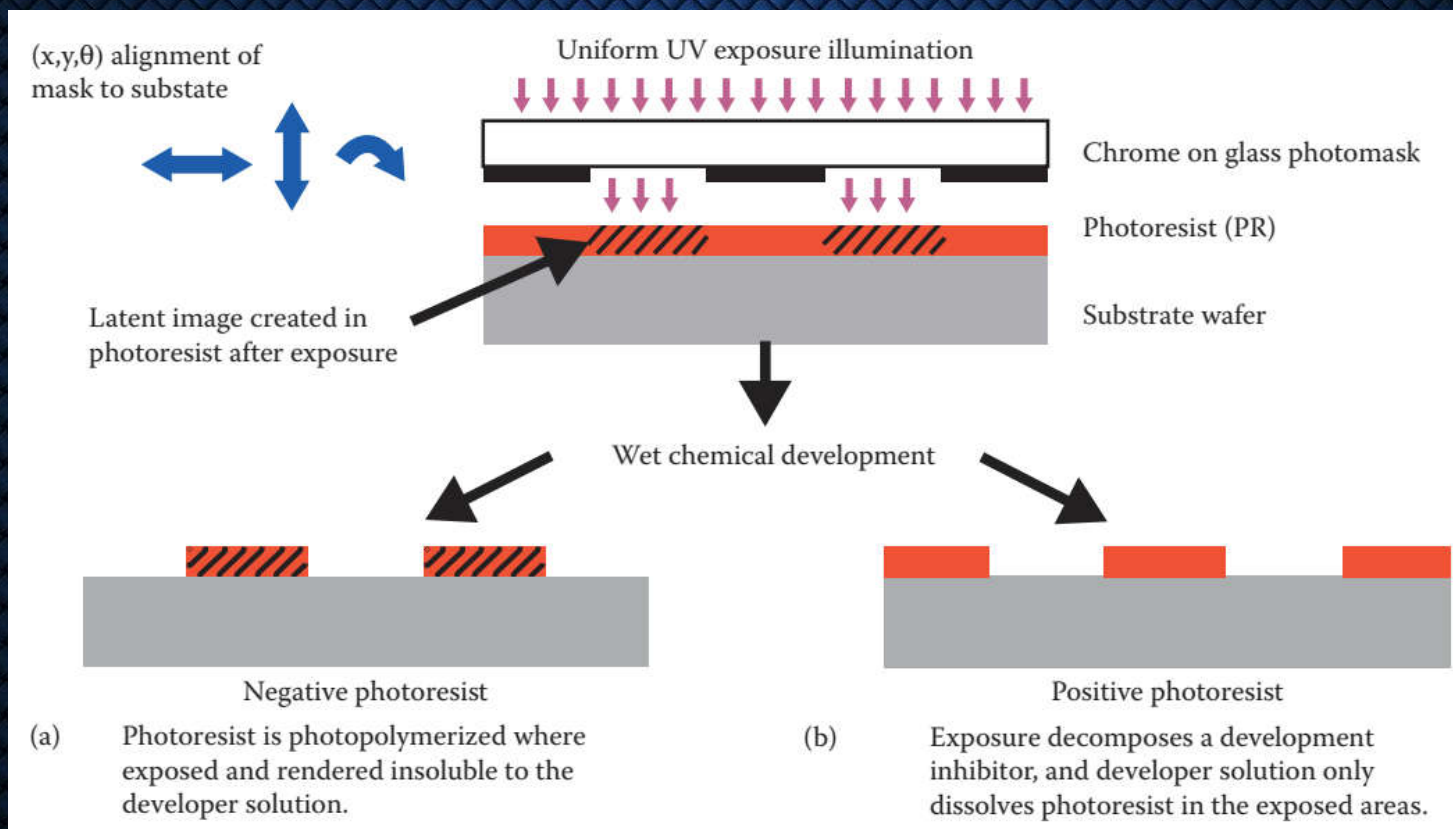 (x,y,θ) alignment of
mask to substate
Uniform UV exposure illumination
Chrome on glass photomask
Photoresist (PR)
Substrate wafer
Latent image created in
photoresist after exposure
Wet chemical development
Negative photoresist
(a) Photoresist is photopolymerized where
exposed and rendered insoluble to the
developer solution.
Positive photoresist
(b) Exposure decomposes a development
inhibitor, and developer solution only
dissolves photoresist in the exposed areas.